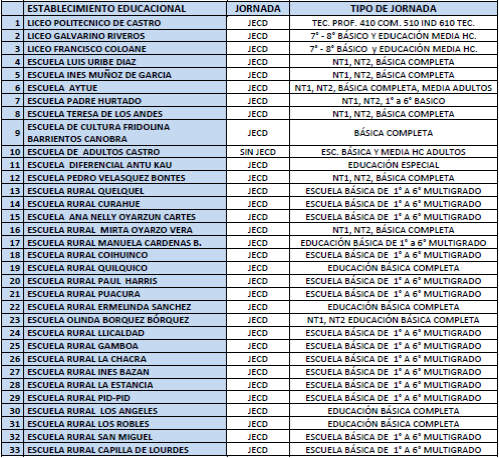 ESTABLECIMIENTO EDUCACIONAL JORNADA TIPO DE JORNADA
1 LICEO POLITECNICO DE CASTRO JECD TEC. PROF. 410 COM. 510 IND 610 TEC.
2 LICEO GALVARINO RIVEROS JECD 7° - 8° BÁSICO Y EDUCACIÓN MEDIA HC.
3 LICEO FRANCISCO COLOANE JECD 7° - 8° BÁSICO y EDUCACIÓN MEDIA HC.
4 ESCUELA LUIS URIBE DIAZ JECD NT1, NT2, BÁSICA COMPLETA
5 ESCUELA INES MUÑOZ DE GARCIA JECD NT1, NT2, BÁSICA COMPLETA
6 ESCUELA AYTUE JECD NT1, NT2, BÁSICA COMPLETA, MEDIA ADULTOS
7 ESCUELA PADRE HURTADO JECD NT1, NT2, 1° a 6° BASICO
8 ESCUELA TERESA DE LOS ANDES JECD NT1, NT2, BÁSICA COMPLETA
9 ESCUELA DE CULTURA FRIDOLINA
BARRIENTOS CANOBRA JECD BÁSICA COMPLETA
10 ESCUELA DE ADULTOS CASTRO SIN JECD ESC. BÁSICA Y MEDIA HC ADULTOS
11 ESCUELA DIFERENCIAL ANTU KAU JECD EDUCACIÓN ESPECIAL
12 ESCUELA PEDRO VELASQUEZ BONTES JECD NT1, NT2, BÁSICA COMPLETA
13 ESCUELA RURAL QUELQUEL JECD ESCUELA BÁSICA DE 1° A 6° MULTIGRADO
14 ESCUELA RURAL CURAHUE JECD ESCUELA BÁSICA DE 1° A 6° MULTIGRADO
15 ESCUELA RURAL ANA NELLY OYARZUN CARTES JECD ESCUELA BÁSICA DE 1° A 6° MULTIGRADO
16 ESCUELA RURAL MIRTA OYARZO VERA JECD NT1, NT2, BÁSICA COMPLETA
17 ESCUELA RURAL MANUELA CARDENAS B. JECD EDUCACIÓN BÁSICA DE 1° a 6° MULTIGRADO
18 ESCUELA RURAL COIHUINCO JECD ESCUELA BÁSICA DE 1° A 6° MULTIGRADO
19 ESCUELA RURAL QUILQUICO JECD EDUCACIÓN BÁSICA COMPLETA
20 ESCUELA RURAL PAUL HARRIS JECD ESCUELA BÁSICA DE 1° A 6° MULTIGRADO
21 ESCUELA RURAL PUACURA JECD ESCUELA BÁSICA DE 1° A 6° MULTIGRADO
22 ESCUELA RURAL ERMELINDA SANCHEZ JECD EDUCACIÓN BÁSICA COMPLETA
23 ESCUELA OLINDA BORQUEZ BÓRQUEZ JECD NT1, NT2 EDUCACIÓN BÁSICA COMPLETA
24 ESCUELA RURAL LLICALDAD JECD ESCUELA BÁSICA DE 1° A 6° MULTIGRADO
25 ESCUELA RURAL GAMBOA JECD ESCUELA BÁSICA DE 1° A 6° MULTIGRADO
26 ESCUELA RURAL LA CHACRA JECD ESCUELA BÁSICA DE 1° A 6° MULTIGRADO
27 ESCUELA RURAL INES BAZAN JECD ESCUELA BÁSICA DE 1° A 6° MULTIGRADO
28 ESCUELA RURAL LA ESTANCIA JECD ESCUELA BÁSICA DE 1° A 6° MULTIGRADO
29 ESCUELA RURAL PID-PID JECD ESCUELA BÁSICA DE 1° A 6° MULTIGRADO
30 ESCUELA RURAL LOS ANGELES JECD EDUCACIÓN BÁSICA COMPLETA
31 ESCUELA RURAL LOS ROBLES JECD EDUCACIÓN BÁSICA COMPLETA
32 ESCUELA RURAL SAN MIGUEL JECD ESCUELA BÁSICA DE 1° A 6° MULTIGRADO
33 ESCUELA RURAL CAPILLA DE LOURDES JECD ESCUELA BÁSICA DE 1° A 6° MULTIGRADO